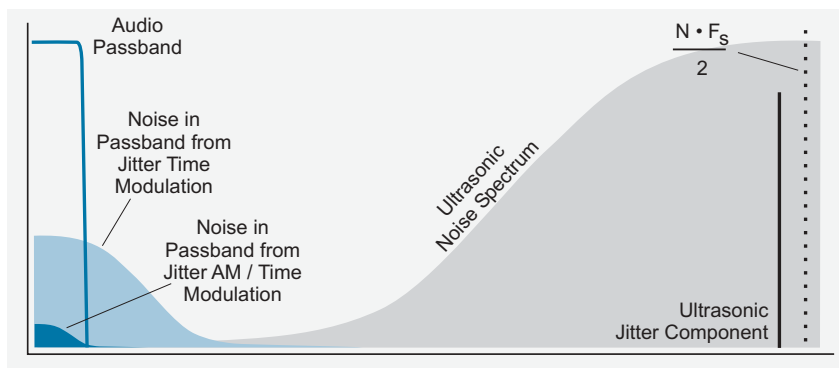 Audio
Passband
Noise in
Passband from
Jitter Time
Modulation
Noise in
Passband from
Jitter AM / Time
Modulation
Ultrasonic
Noise Spectrum
N • Fs
2
Ultrasonic
Jitter Component